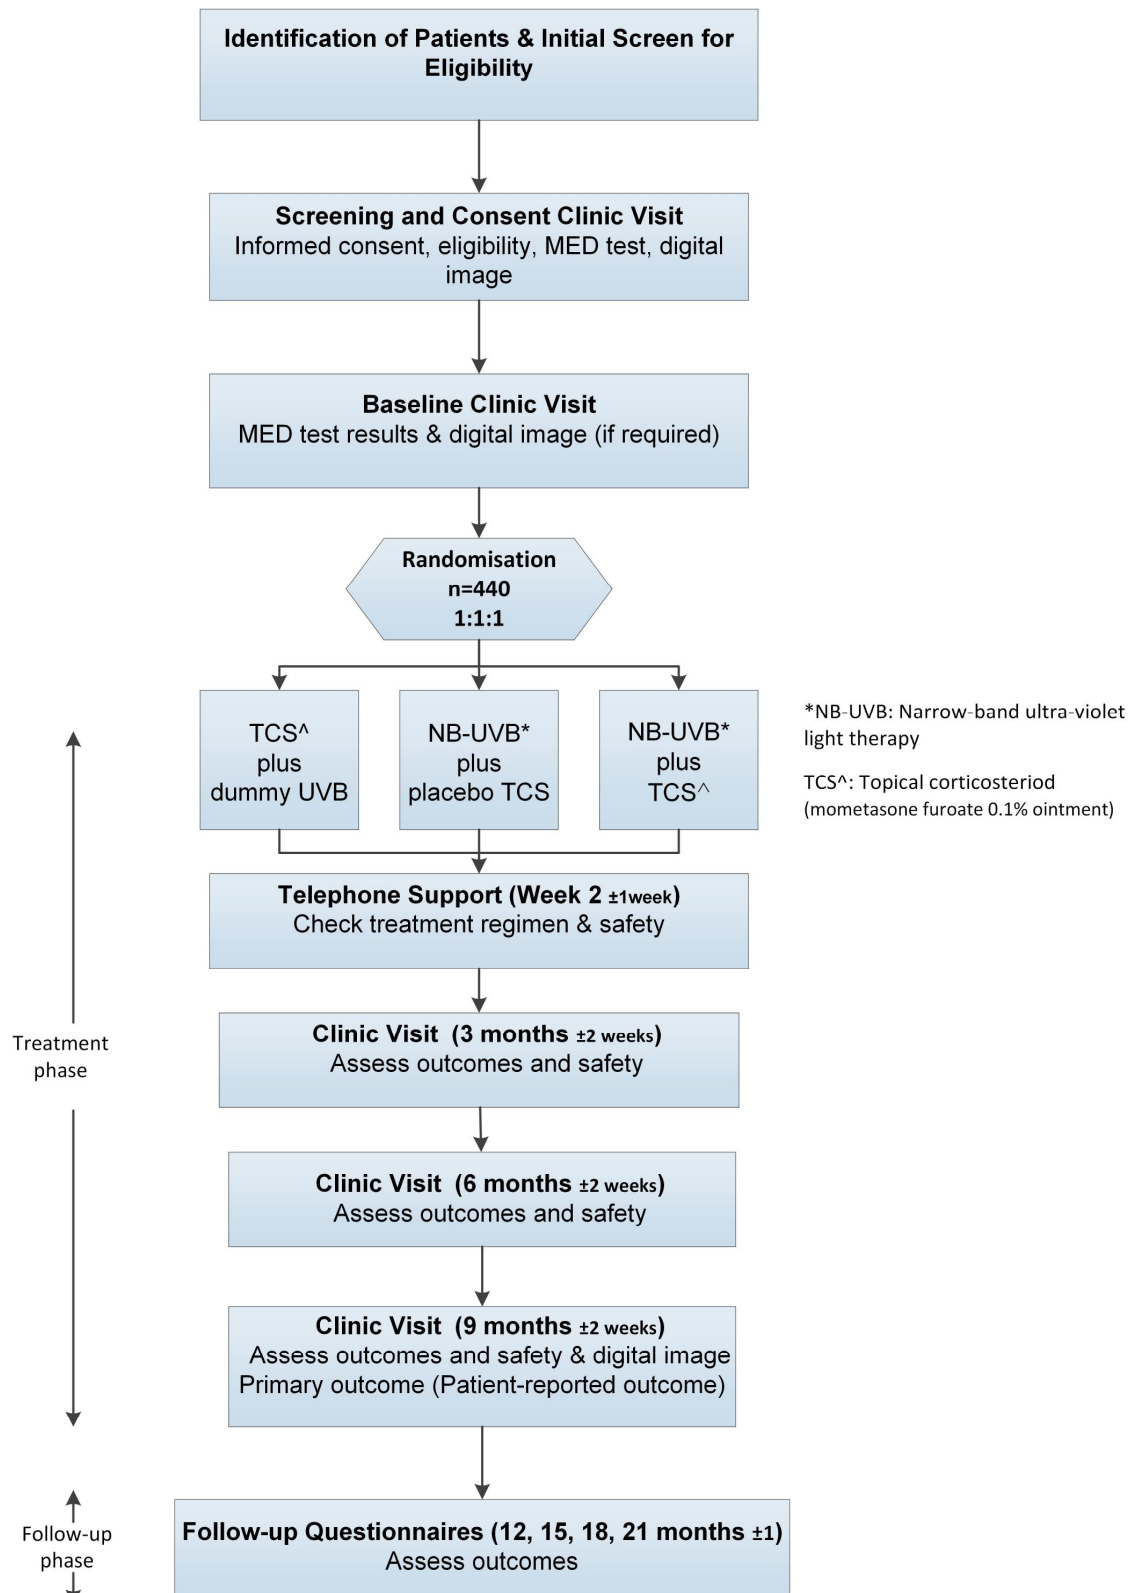 Identification of Patients & Initial Screen for
Eligibility
Screening and Consent Clinic Visit
Informed consent, eligibility, MED test, digital
image
Baseline Clinic Visit
MED test results & digital image (if required)
Randomisation
n=440
1:1:1
TCS^
plus
dummy UVB
NB-UVB*
plus
placebo TCS
NB-UVB*
plus
TCS^
*NB-UVB: Narrow-band ultra-violet
light therapy
TCS^: Topical corticosteriod
(mometasone furoate 0.1% ointment)
Telephone Support (Week 2 ±1week)
Check treatment regimen & safety
Treatment
phase
Clinic Visit (3 months ±2 weeks)
Assess outcomes and safety
Clinic Visit (6 months ±2 weeks)
Assess outcomes and safety
Clinic Visit (9 months ±2 weeks)
Assess outcomes and safety & digital image
Primary outcome (Patient-reported outcome)
Follow-up
phase
Follow-up Questionnaires (12, 15, 18, 21 months ±1)
Assess outcomes